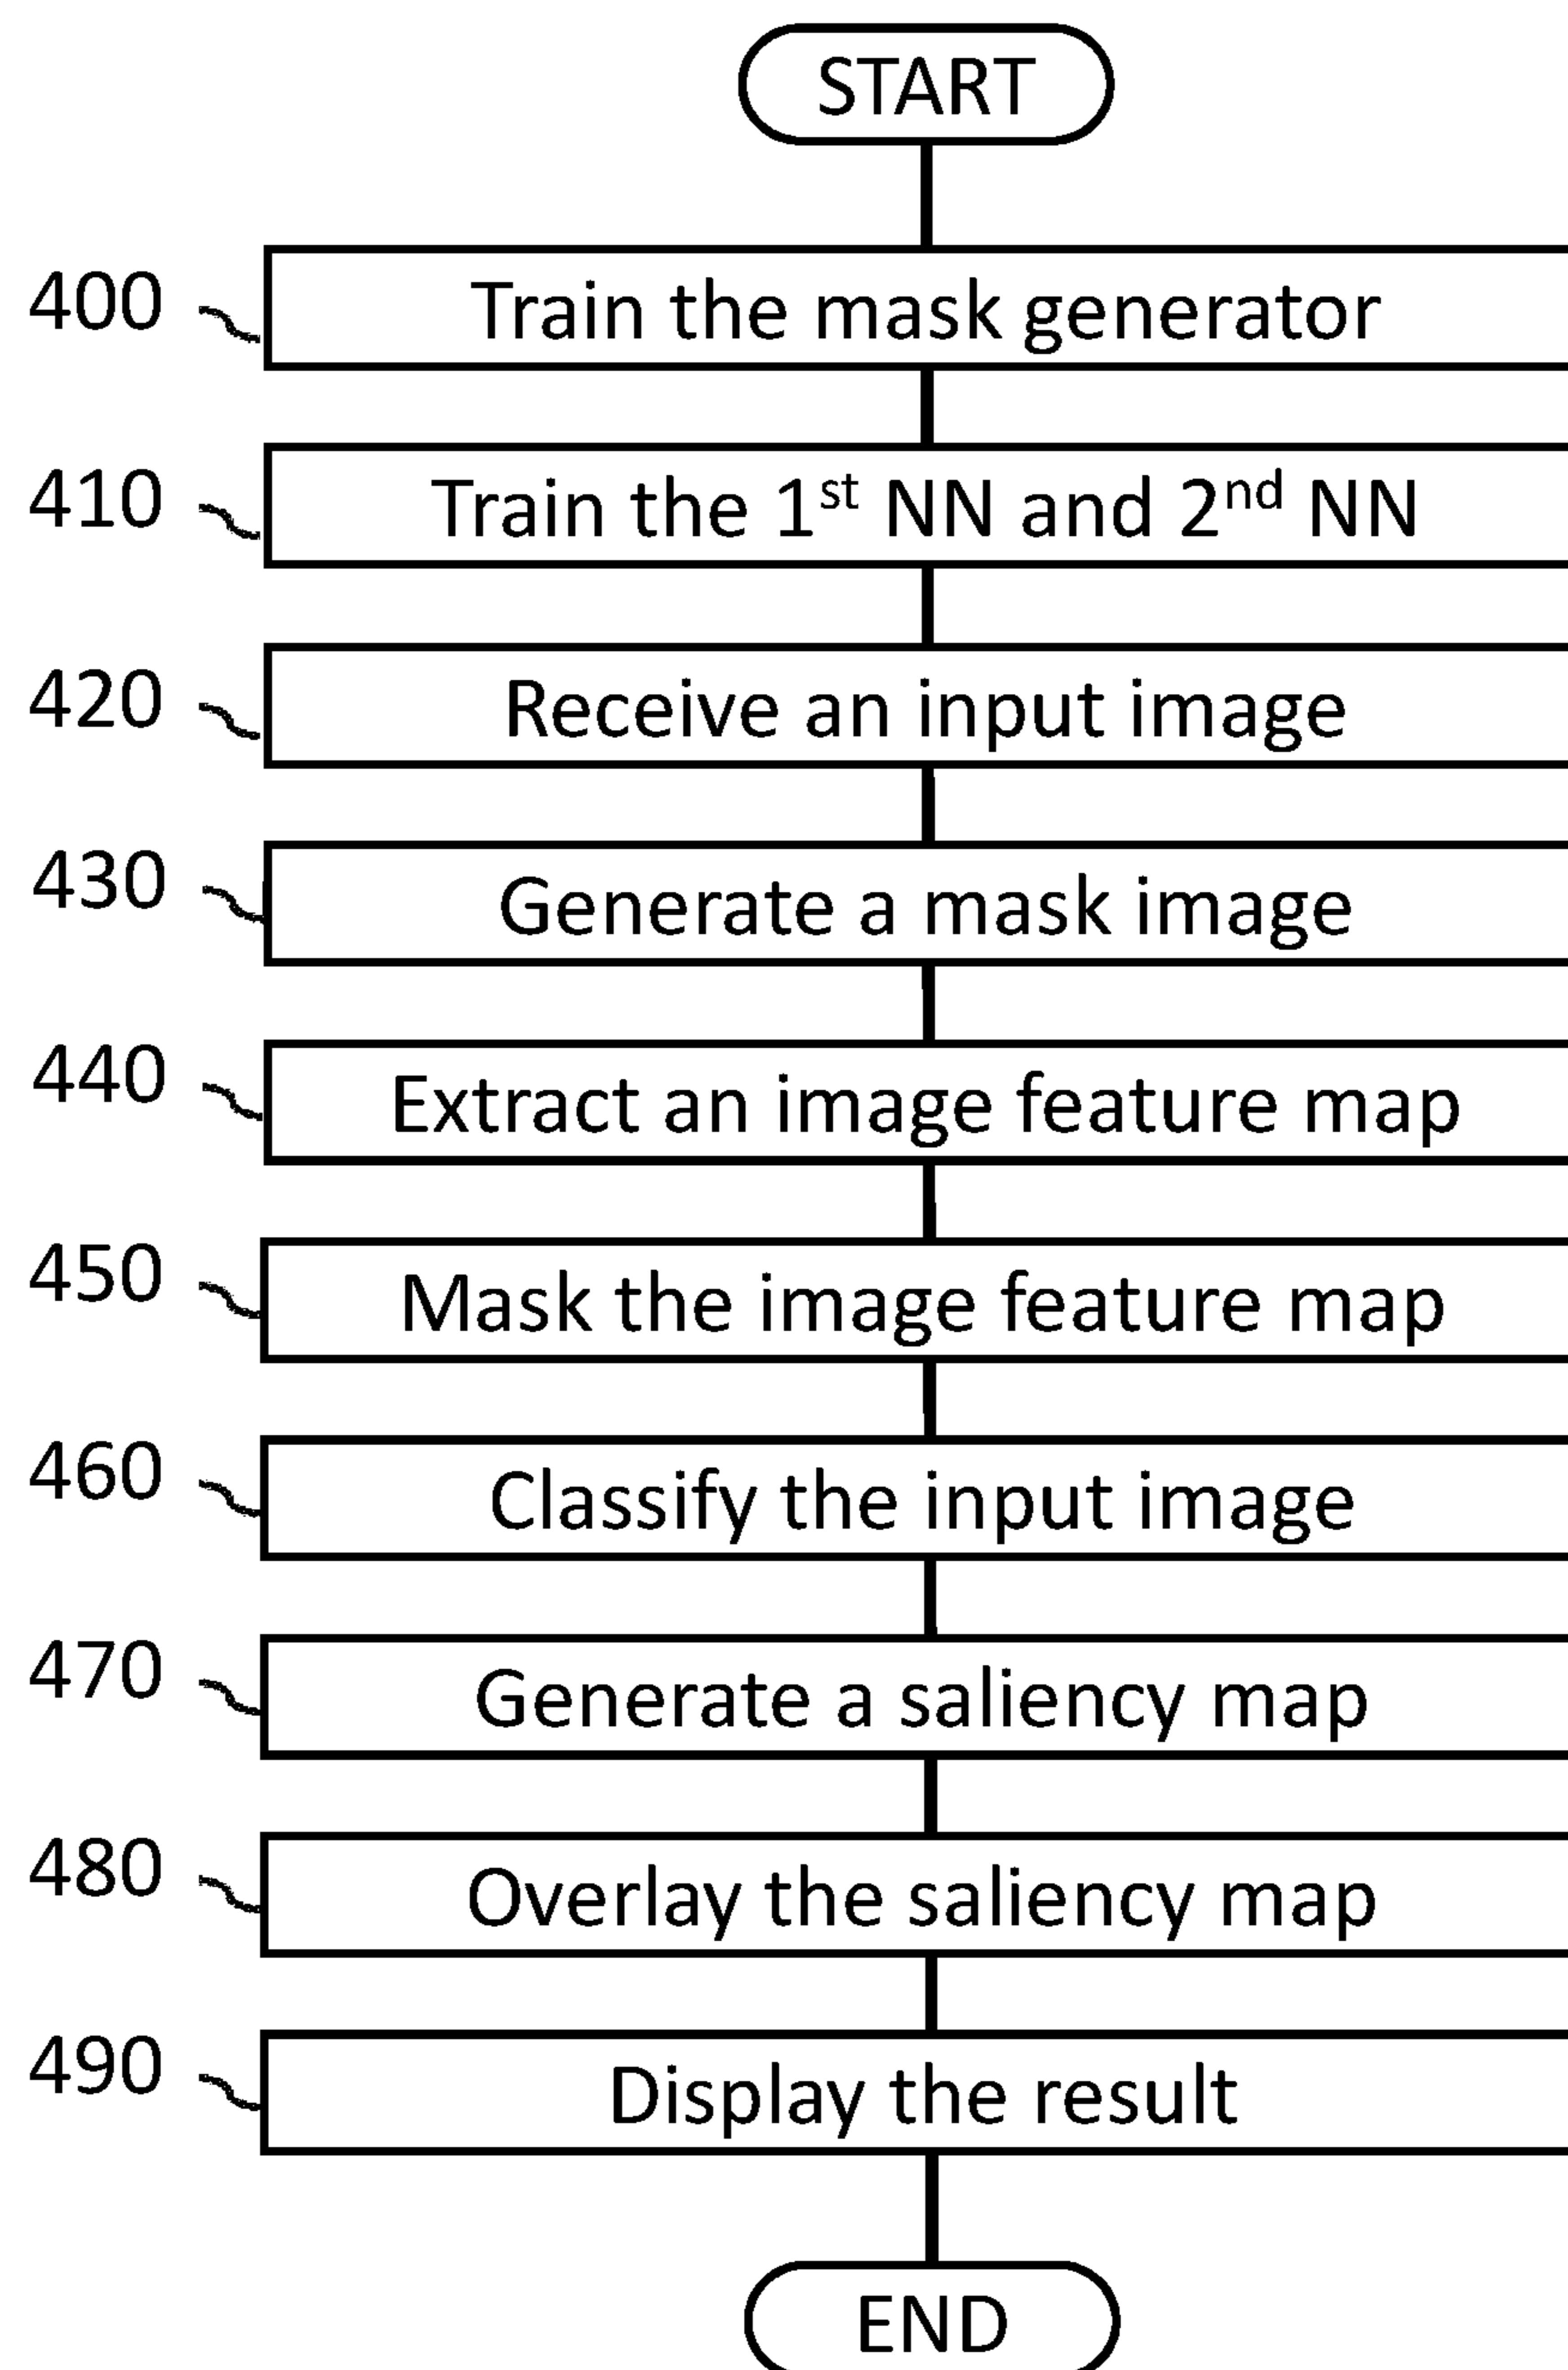 START
400 Train the mask generator
410 Train the 1st NN and 2nd NN
420 Receive an input image
430 Generate a mask image
440 Extract an image feature map
450 Mask the image feature map
460 Classify the input image
470 Generate a saliency map
480 Overlay the saliency map
490 Display the result
END